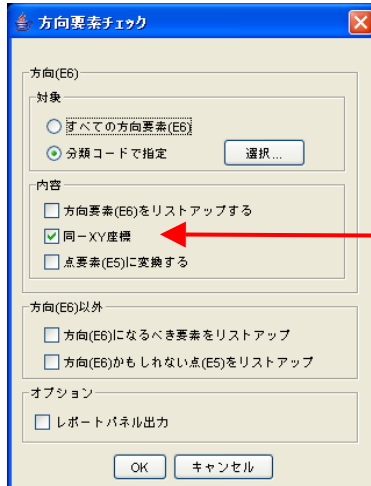 方向要素チェック
方向(E6)
対象
すべての方向要素(E6)
分類コードで指定
選択...
内容
方向要素(E6)をリストアップする
同一XY座標
点要素(E5)に変換する
方向(E6)以外
方向(E6)になるべき要素をリストアップ
方向(E6)かもしれない点(E5)をリストアップ
オプション
レポートパネル出力
OK キャンセル